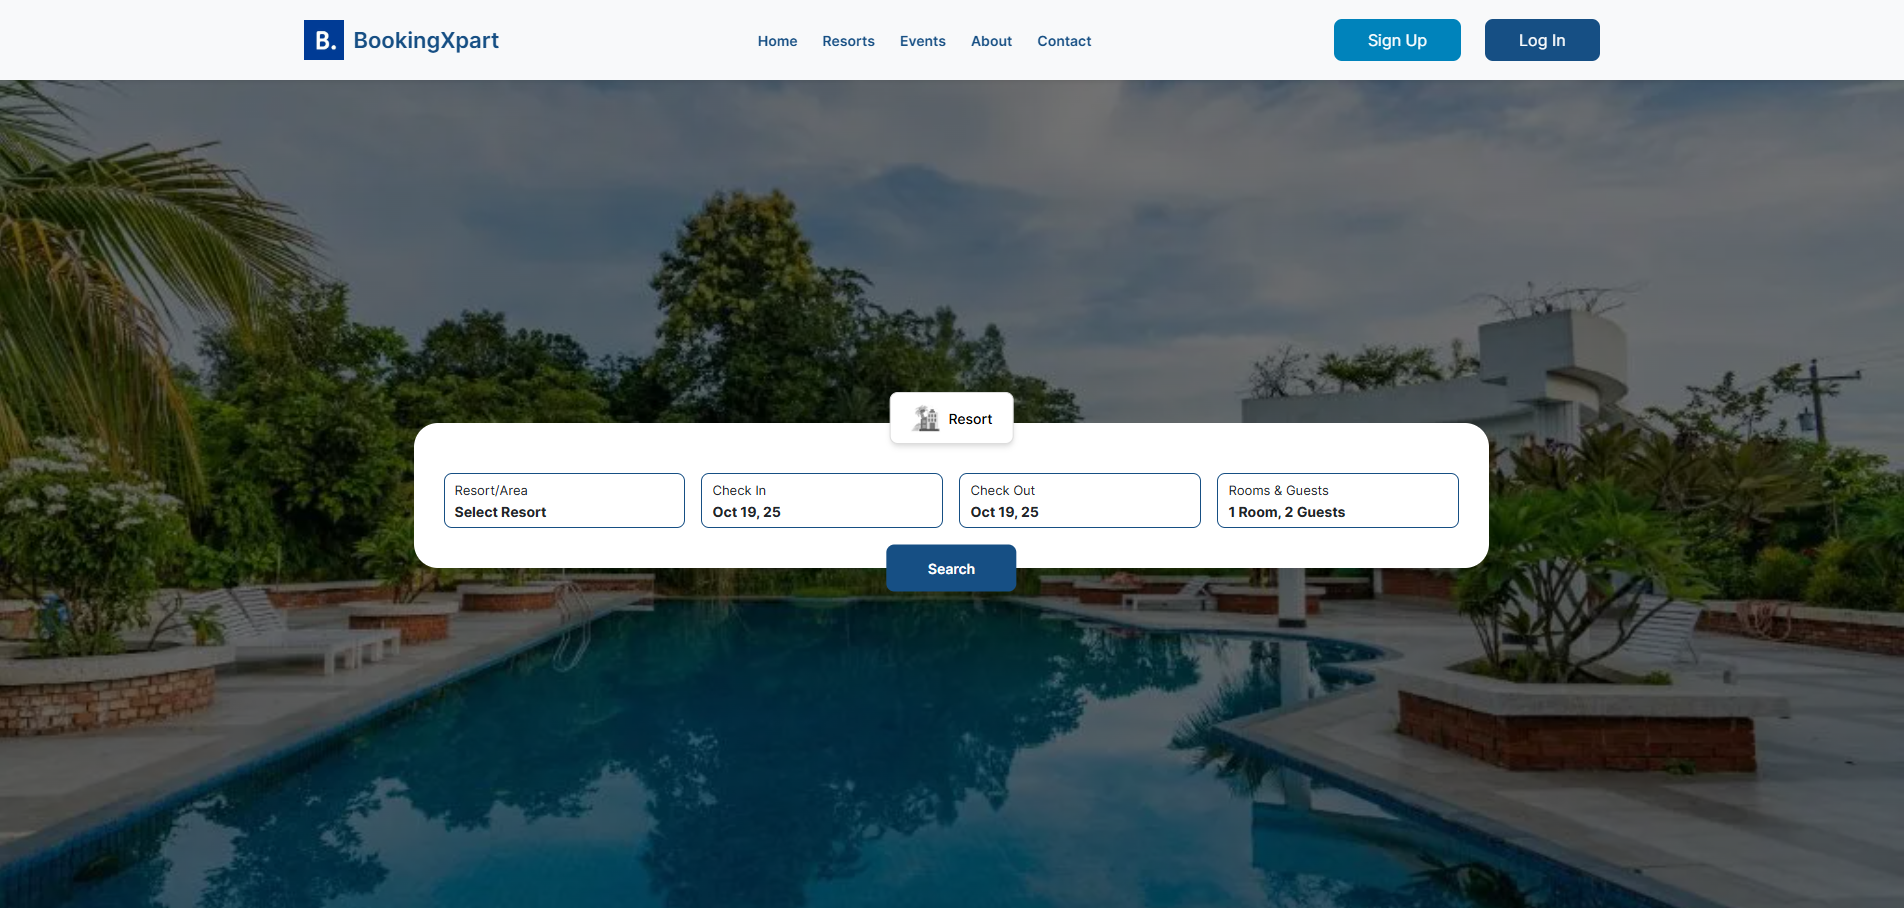 B. BookingXpart
Home Resorts Events About Contact
Sign Up Log In
Resort
Resort/Area
Select Resort
Check In
Oct 19, 25
Check Out
Oct 19, 25
Rooms & Guests
1 Room, 2 Guests
Search